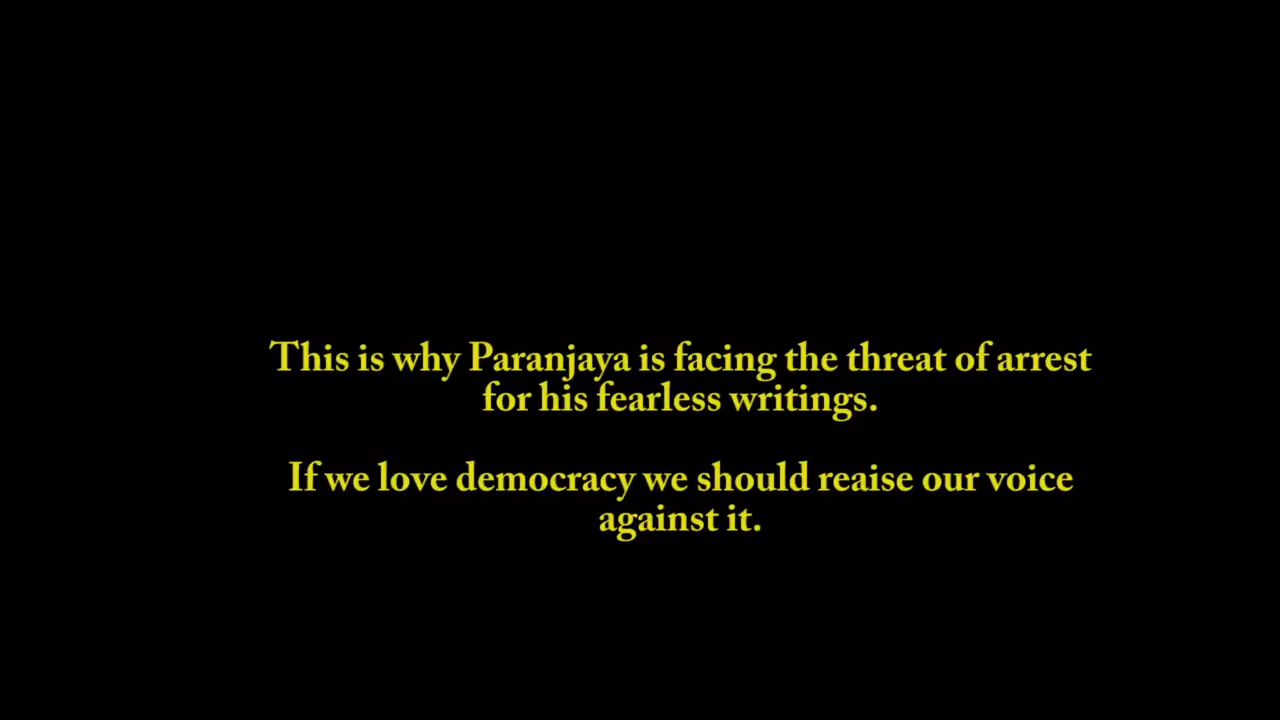 This is why Paranjaya is facing the threat of arrest
for his fearless writings.
If we love democracy we should reaise our voice
against it.